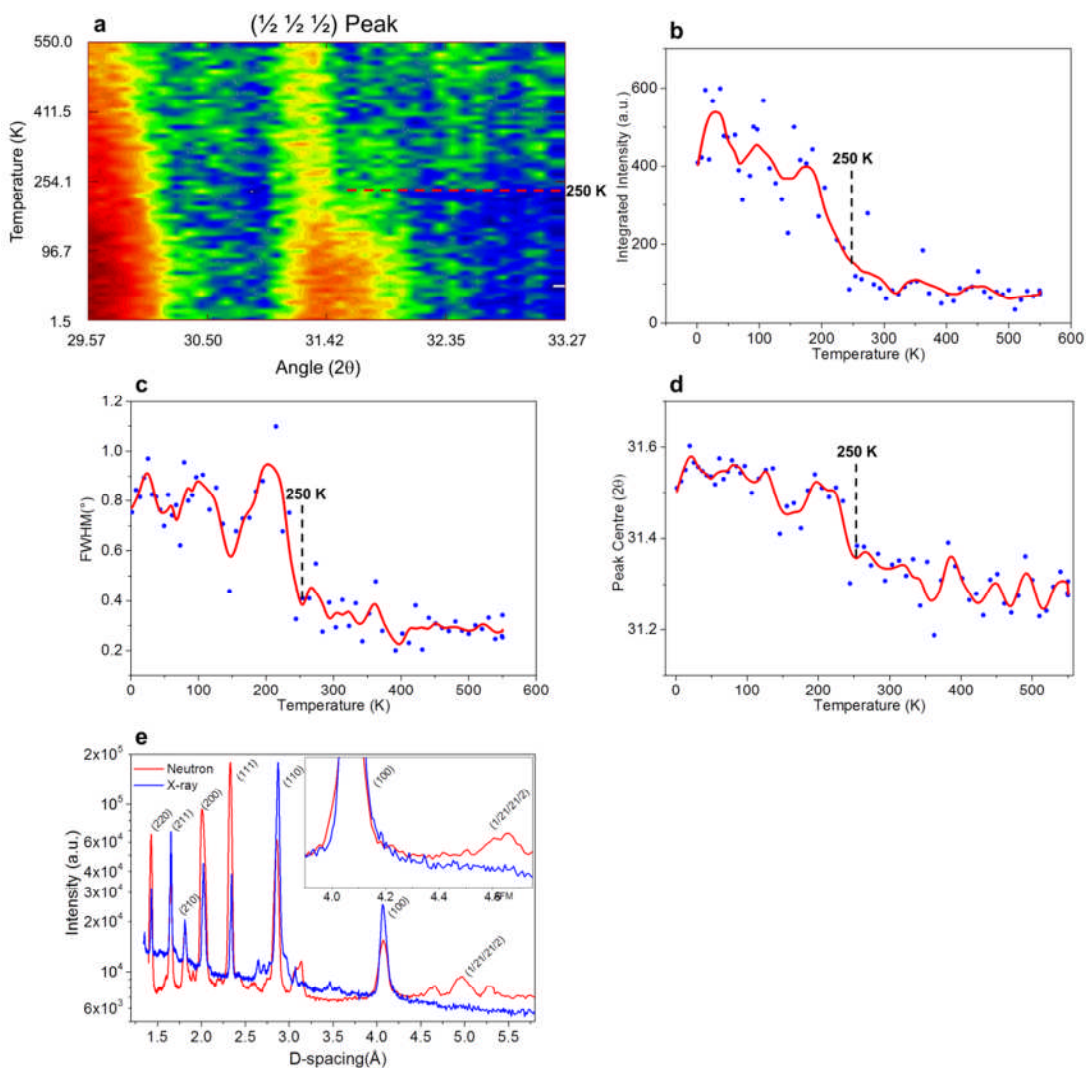 a
(½ ½ ½) Peak
550.0
411.5
254.1
96.7
1.5
Temperature (K)
250 K
29.57
30.50
31.42
32.35
33.27
Angle (2θ)
b
600
400
200
0
Integrated Intensity (a.u.)
250 K
0
100
200
300
400
500
600
Temperature (K)
c
1.2
1.0
0.8
0.6
0.4
0.2
FWHM(°)
250 K
0
100
200
300
400
500
600
Temperature (K)
d
31.6
31.4
31.2
Peak Centre (2θ)
250 K
0
100
200
300
400
500
Temperature (K)
e
2x10⁵
10⁵
6x10⁴
4x10⁴
3x10⁴
2x10⁴
10⁴
6x10³
Intensity (a.u.)
Neutron
X-ray
(220)
(211)
(210)
(200)
(111)
(110)
(100)
(1/21/21/2)
(100)
(1/21/21/2)
4.0
4.2
4.4
4.6
1.5
2.0
2.5
3.0
3.5
4.0
4.5
5.0
5.5
D-spacing(Å)